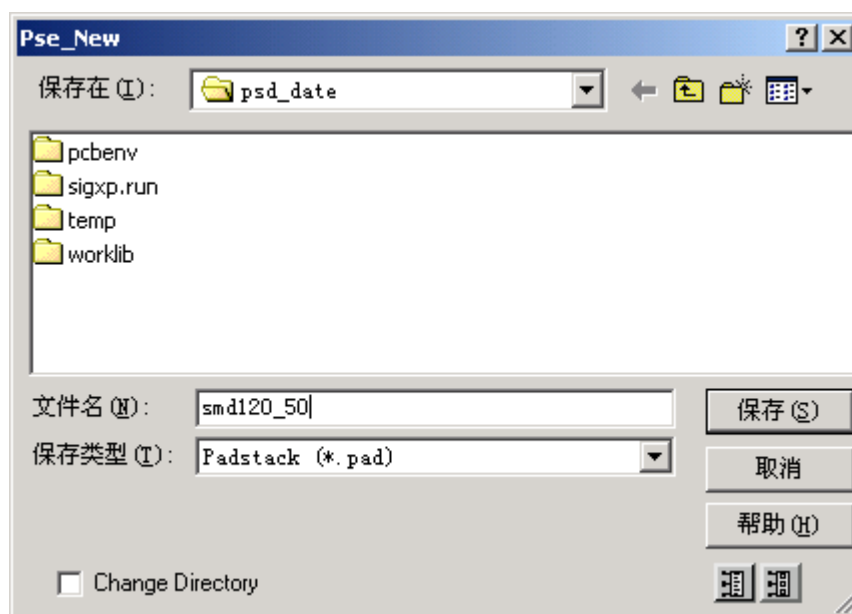 Pse_New
保存在(I):
psd_date
pcbenv
sigxp.run
temp
worklib
文件名(N):
smd120_50
保存(S)
保存类型(T):
Padstack (*.pad)
取消
帮助(H)
Change Directory